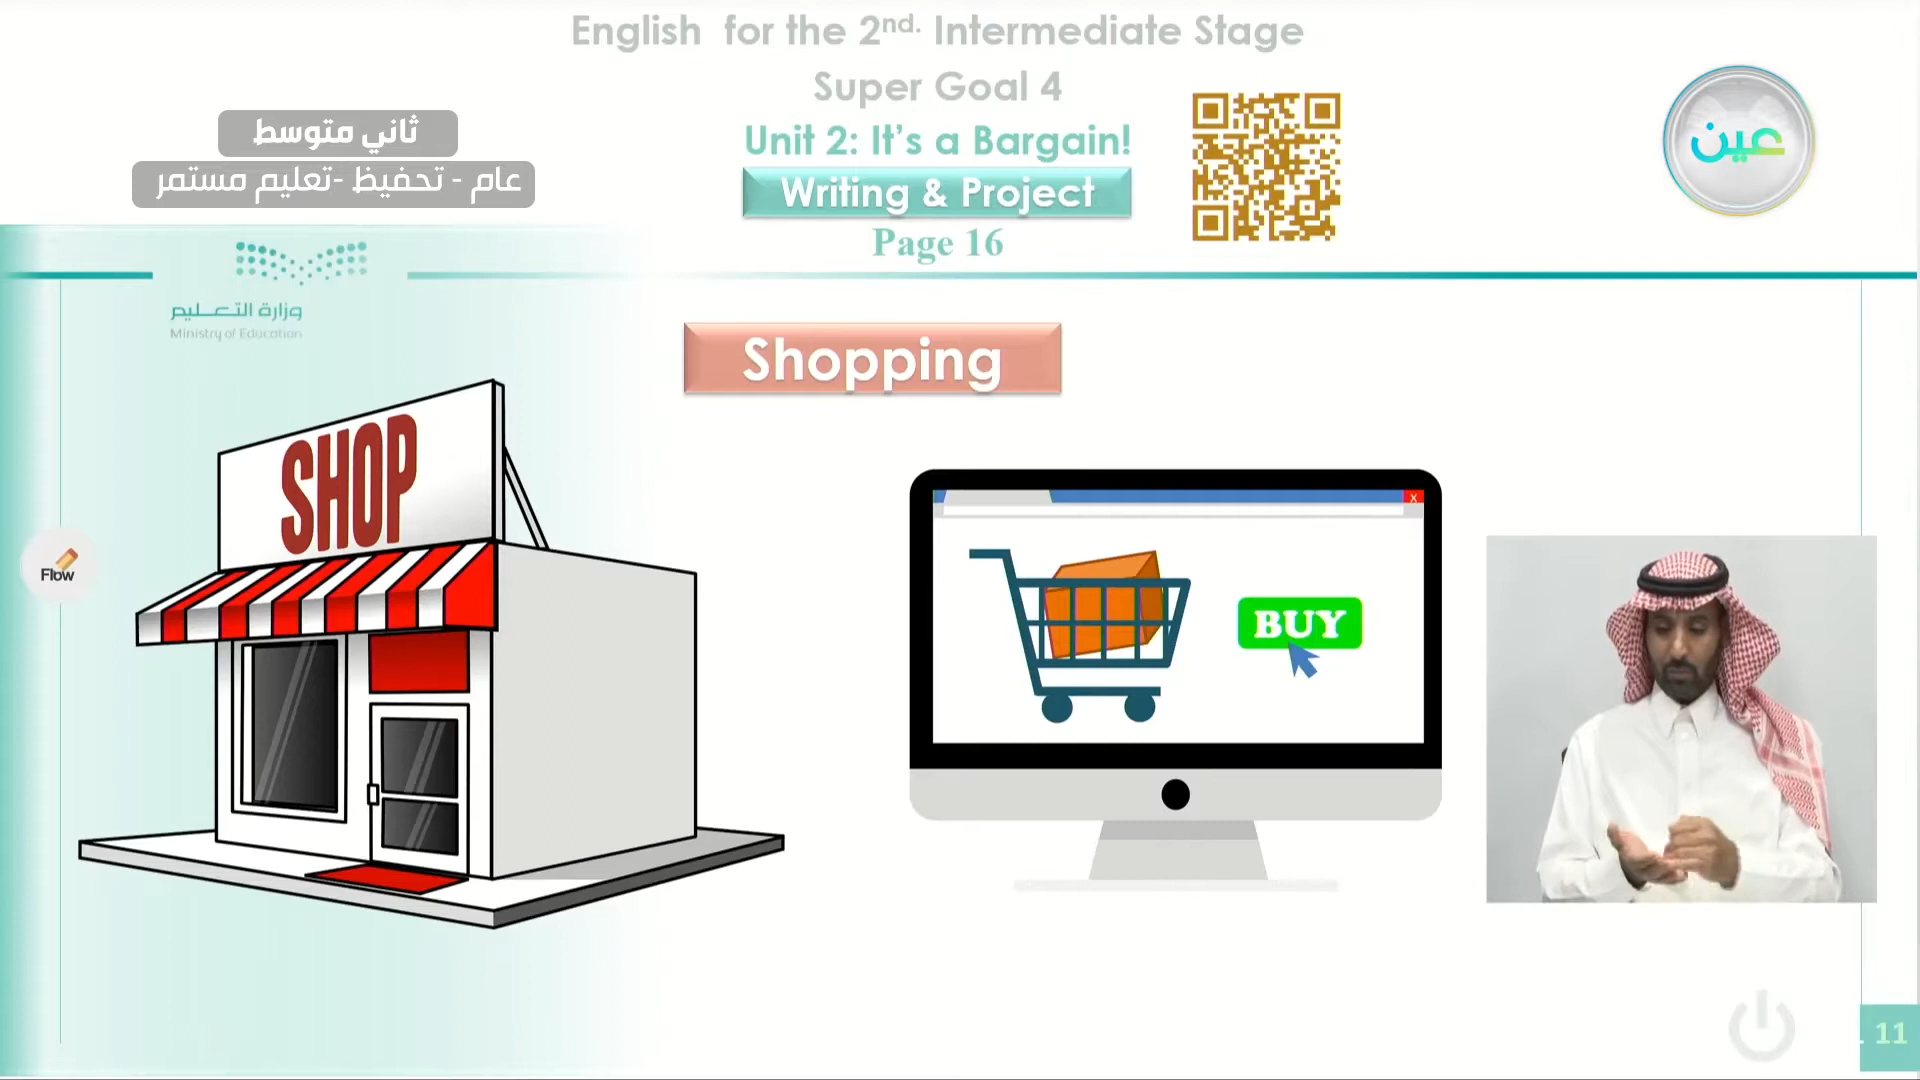 English for the 2nd. Intermediate Stage
Super Goal 4
ثاني متوسط
Unit 2: It's a Bargain!
عين
عام - تحفيظ -تعليم مستمر
Writing & Project
Page 16
وزارة التعليم
Ministry of Education
Shopping
SHOP
X
Flow
BUY
11